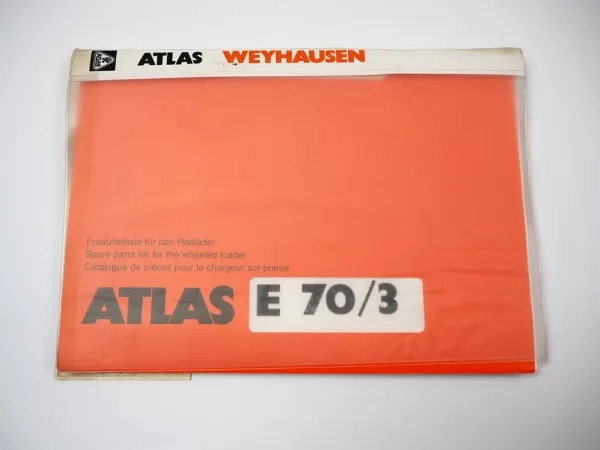 ATLAS WEYHAUSEN
Ersatzteilliste für den Radlader
Spare parts list for the wheeled loader
Catalogue de pièces pour le chargeur sur pneus
ATLAS E 70/3